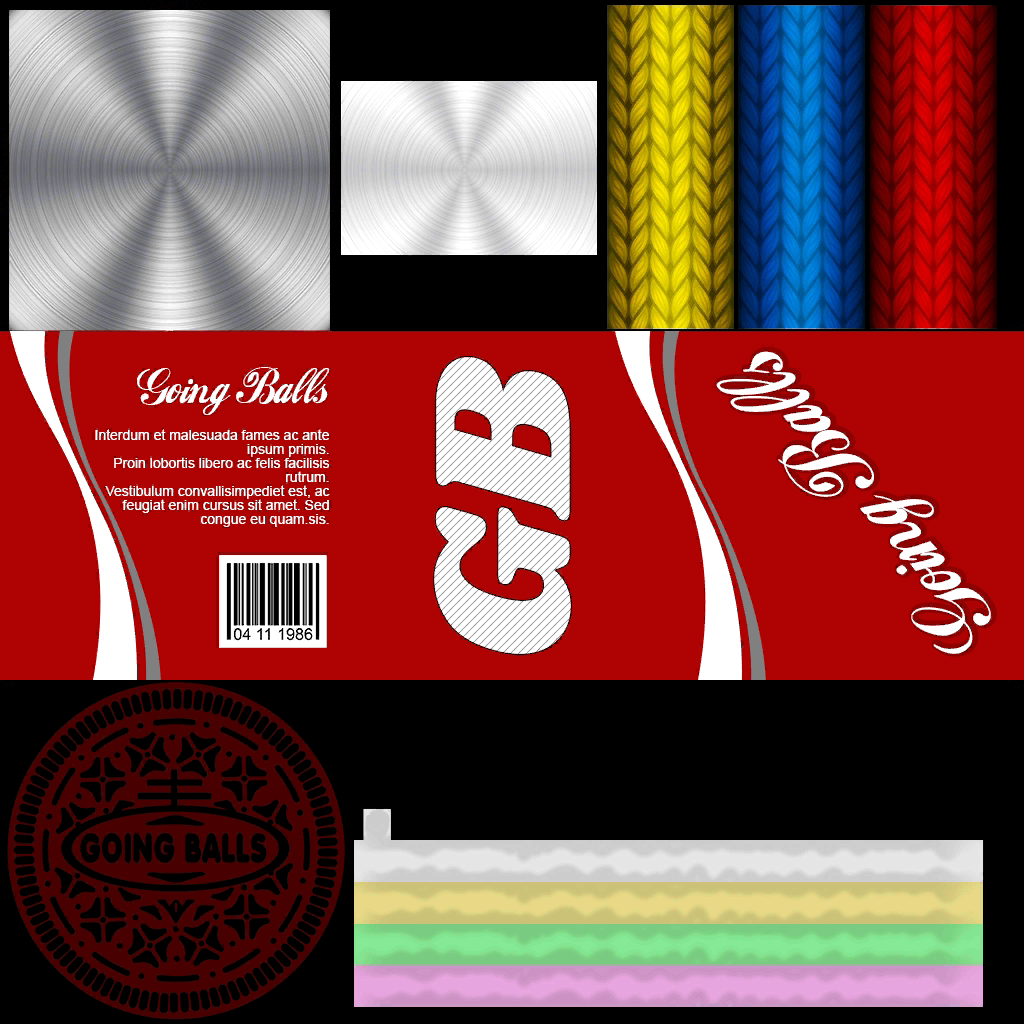 Going Balls
Interdum et malesuada fames ac ante
ipsum primis.
Proin lobortis libero ac felis facilisis
rutrum.
Vestibulum convallisimpediet est, ac
feugiat enim cursus sit amet. Sed
congue eu quam.sis.
04 11 1986
GB
Going Balls
GOING BALLS